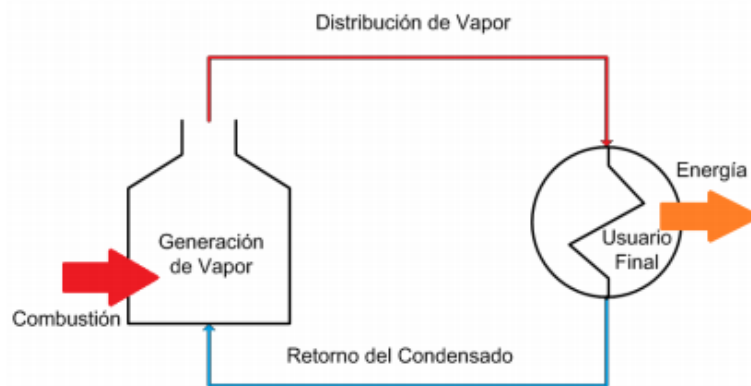 Distribución de Vapor
Energía
Generación
de Vapor
Usuario
Final
Combustión
Retorno del Condensado